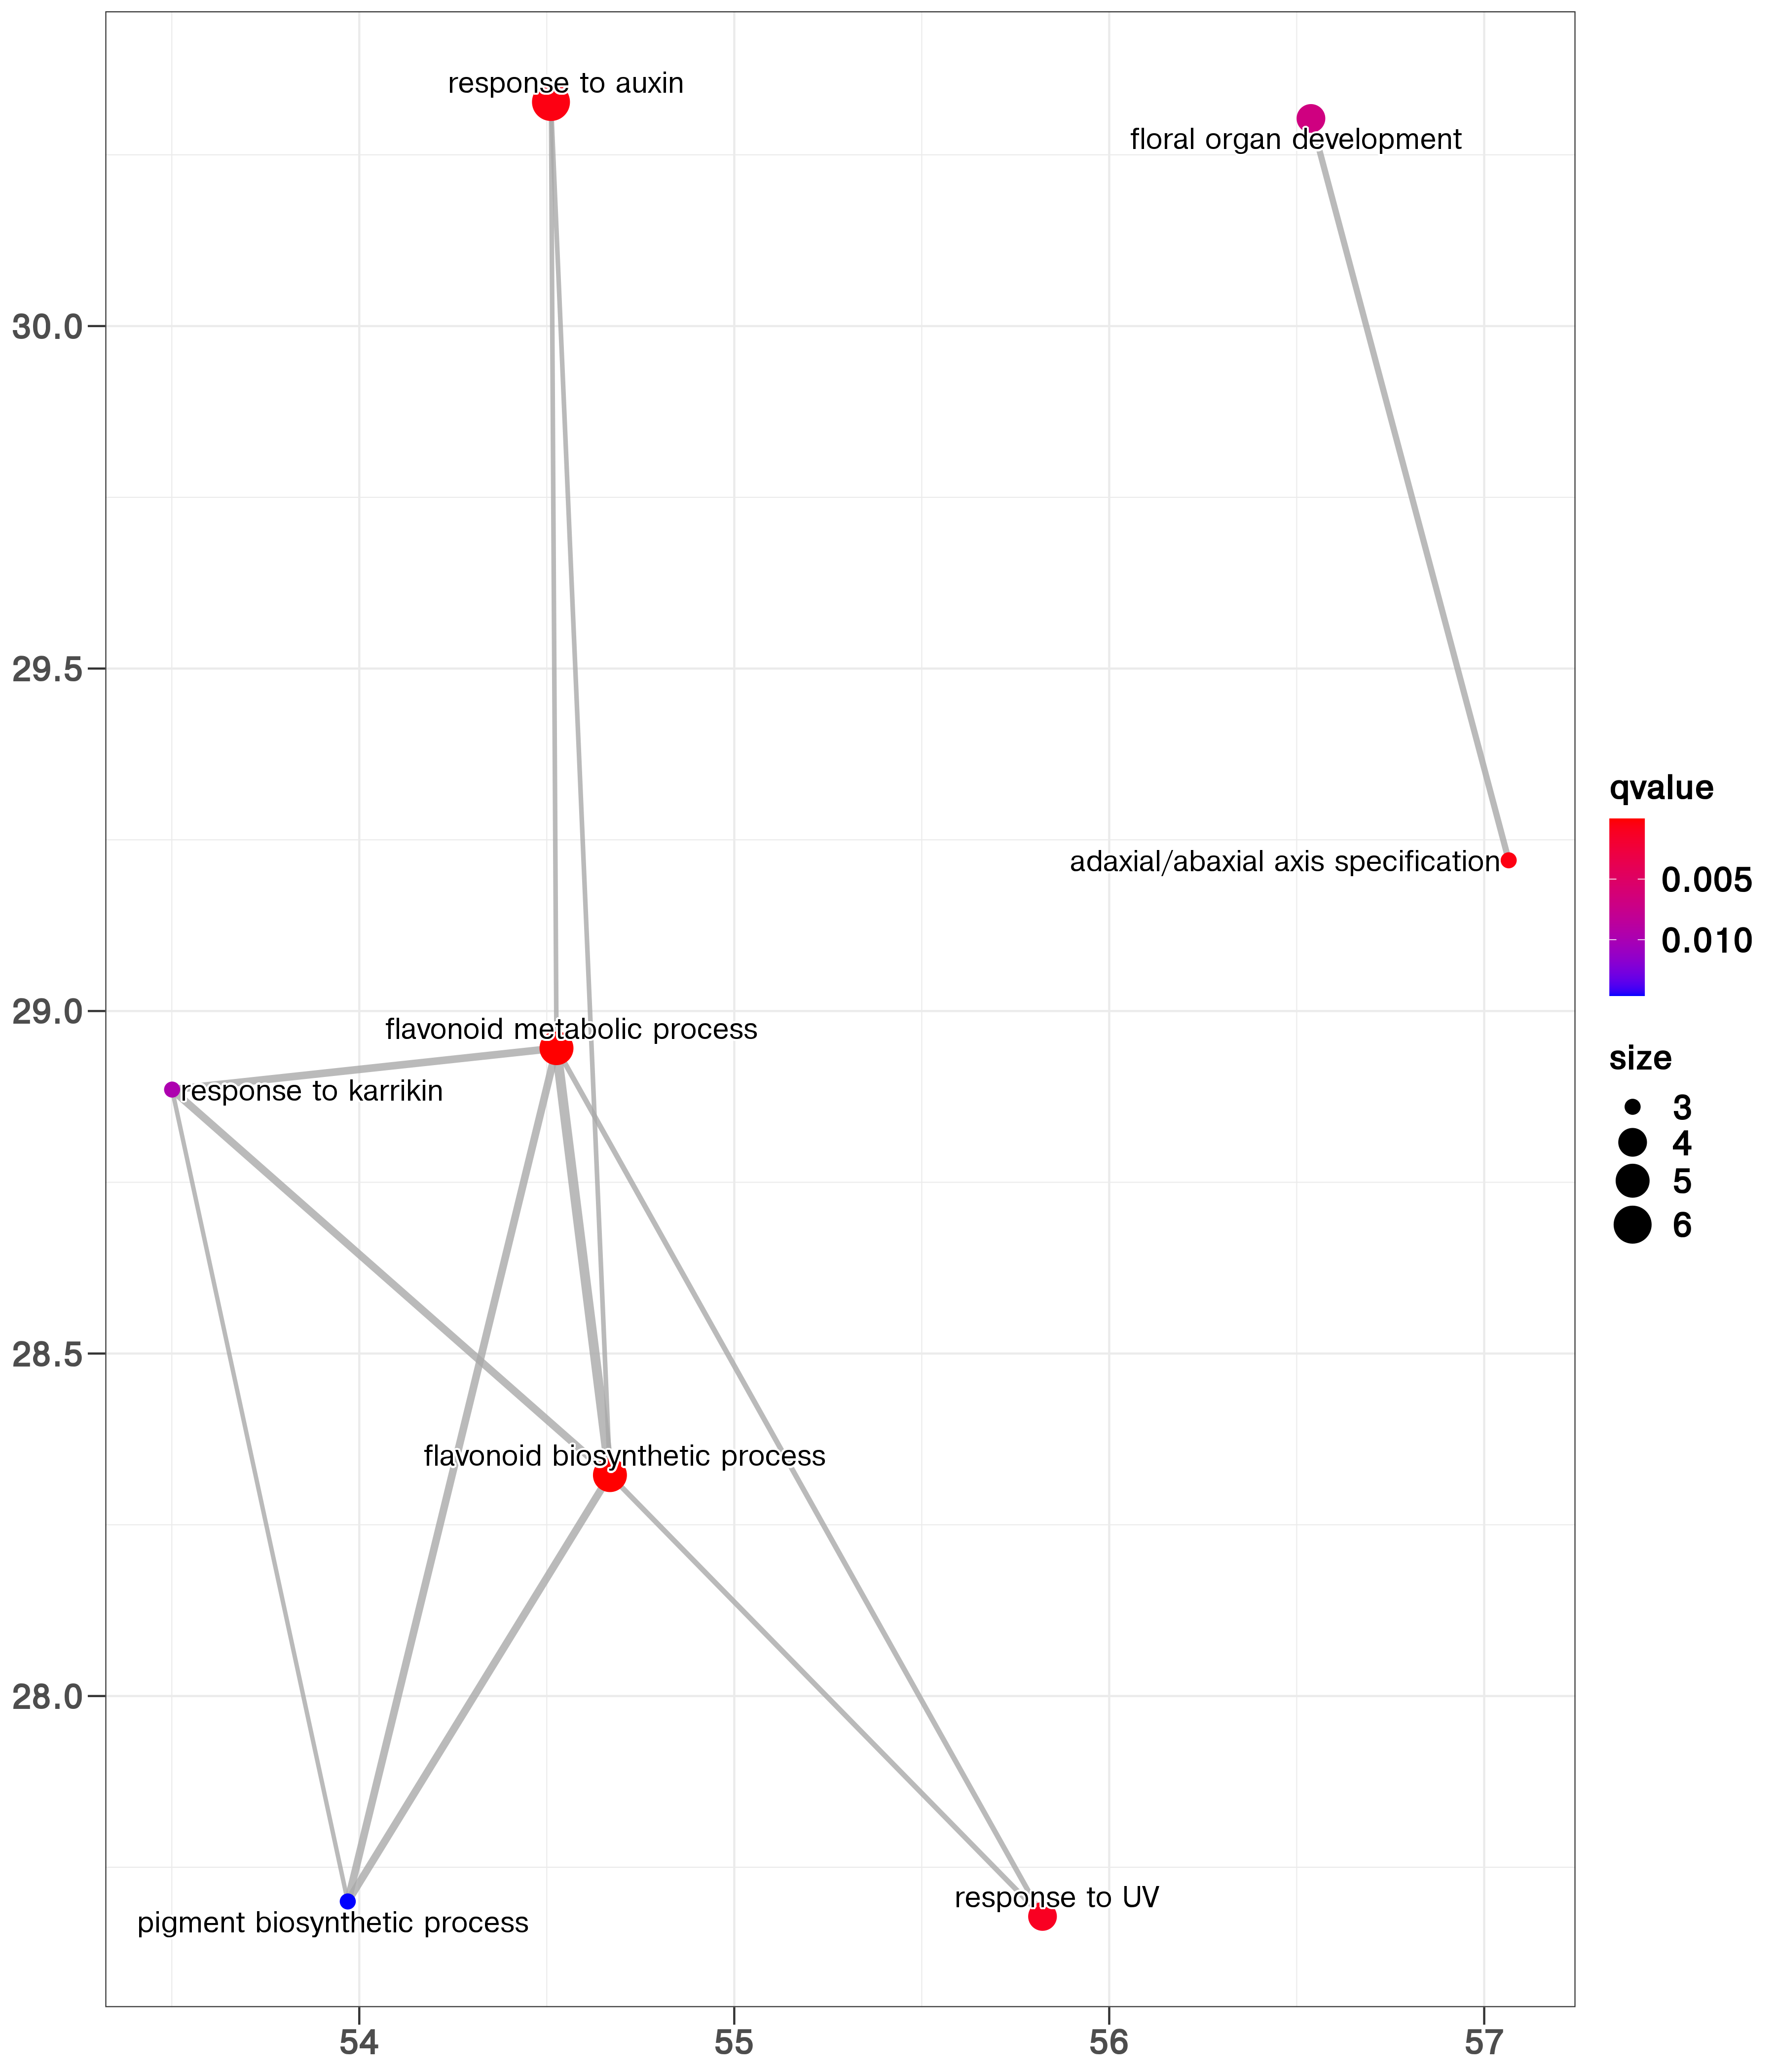 response to auxin
floral organ development
30.0
29.5
adaxial/abaxial axis specification
29.0
flavonoid metabolic process
response to karrikin
28.5
flavonoid biosynthetic process
28.0
response to UV
pigment biosynthetic process
54
55
56
57
qvalue
0.005
0.010
size
3
4
5
6